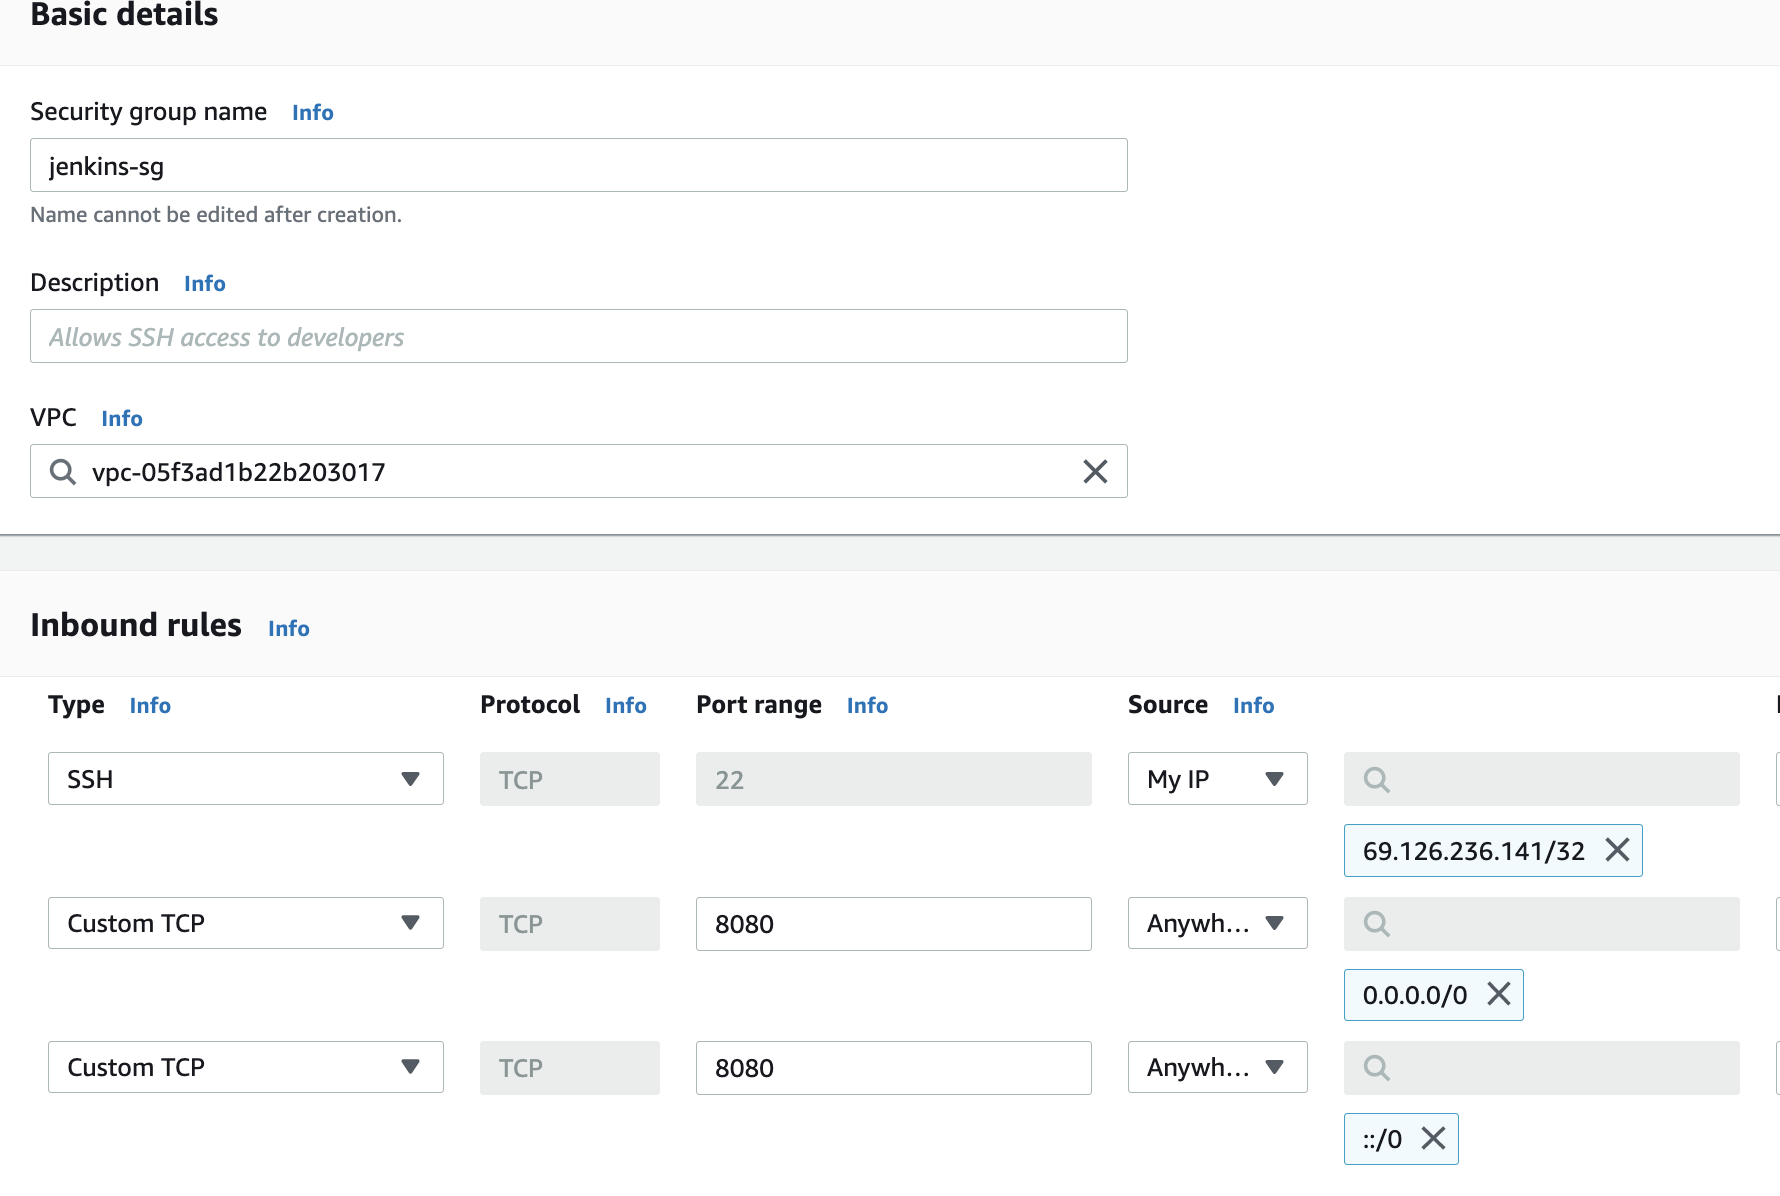 Basic details
Security group name Info
jenkins-sg
Name cannot be edited after creation.
Description Info
Allows SSH access to developers
VPC Info
vpc-05f3ad1b22b203017
Inbound rules Info
Type Info Protocol Info Port range Info Source Info
SSH TCP 22 My IP
69.126.236.141/32
Custom TCP TCP 8080 Anywh...
0.0.0.0/0
Custom TCP TCP 8080 Anywh...
::/0